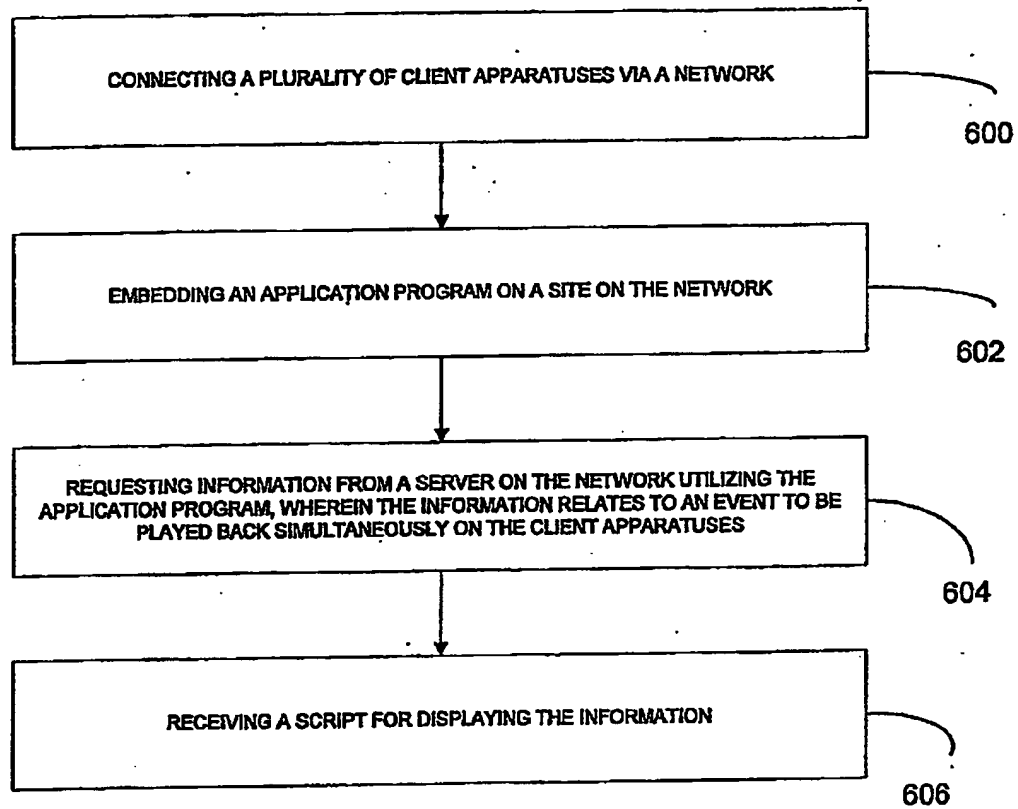 CONNECTING A PLURALITY OF CLIENT APPARATUSES VIA A NETWORK
600
EMBEDDING AN APPLICATION PROGRAM ON A SITE ON THE NETWORK
602
REQUESTING INFORMATION FROM A SERVER ON THE NETWORK UTILIZING THE
APPLICATION PROGRAM, WHEREIN THE INFORMATION RELATES TO AN EVENT TO BE
PLAYED BACK SIMULTANEOUSLY ON THE CLIENT APPARATUSES
604
RECEIVING A SCRIPT FOR DISPLAYING THE INFORMATION
606